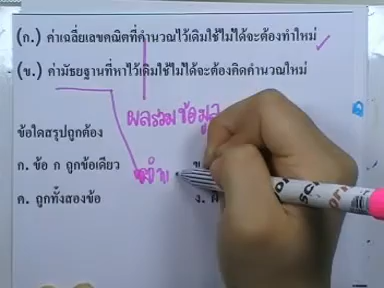 (ก.) ค่าเฉลี่ยเลขคณิตที่คำนวณไว้เดิมใช้ไม่ได้จะต้องทำใหม่
(ข.) ค่ามัธยฐานที่หาไว้เดิมใช้ไม่ได้จะต้องคิดคำนวณใหม่
ผลรวมข้อมูล
ข้อใดสรุปถูกต้อง
ก. ข้อ ก ถูกข้อเดียว
ข
ค. ถูกทั้งสองข้อ
ง.